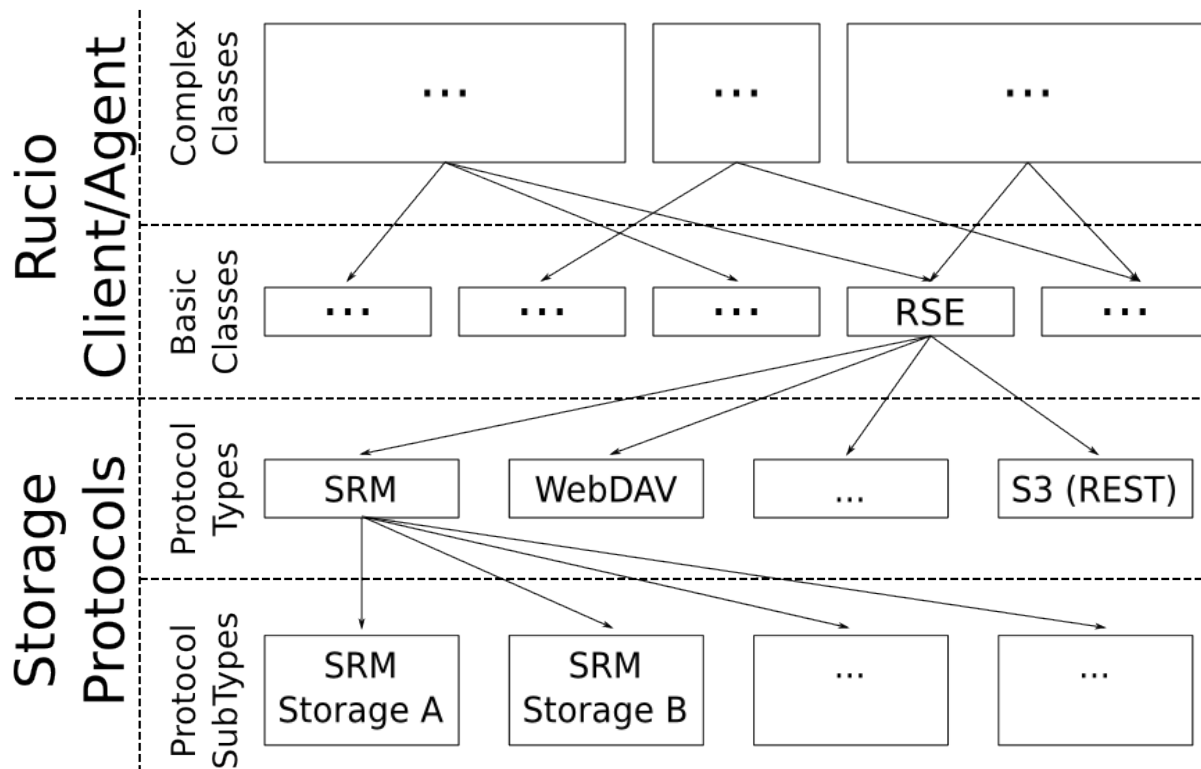 Rucio
Client/Agent
Complex
Classes
...
...
...
Basic
Classes
...
...
...
RSE
...
Storage
Protocols
Protocol
Types
SRM
WebDAV
...
S3 (REST)
Protocol
SubTypes
SRM
Storage A
SRM
Storage B
...
...